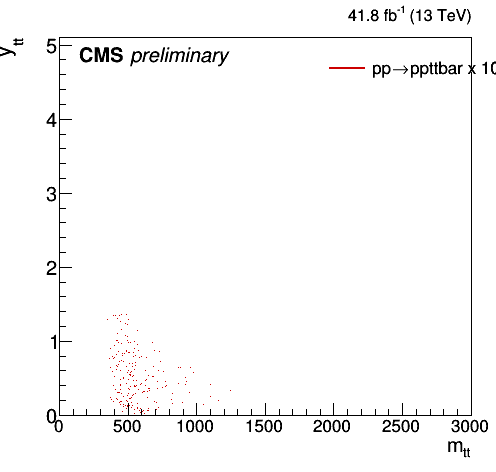 41.8 fb⁻¹ (13 TeV)
y_tt
CMS preliminary
pp→ppttbar x 10
5
4
3
2
1
0
0 500 1000 1500 2000 2500 3000
m_tt